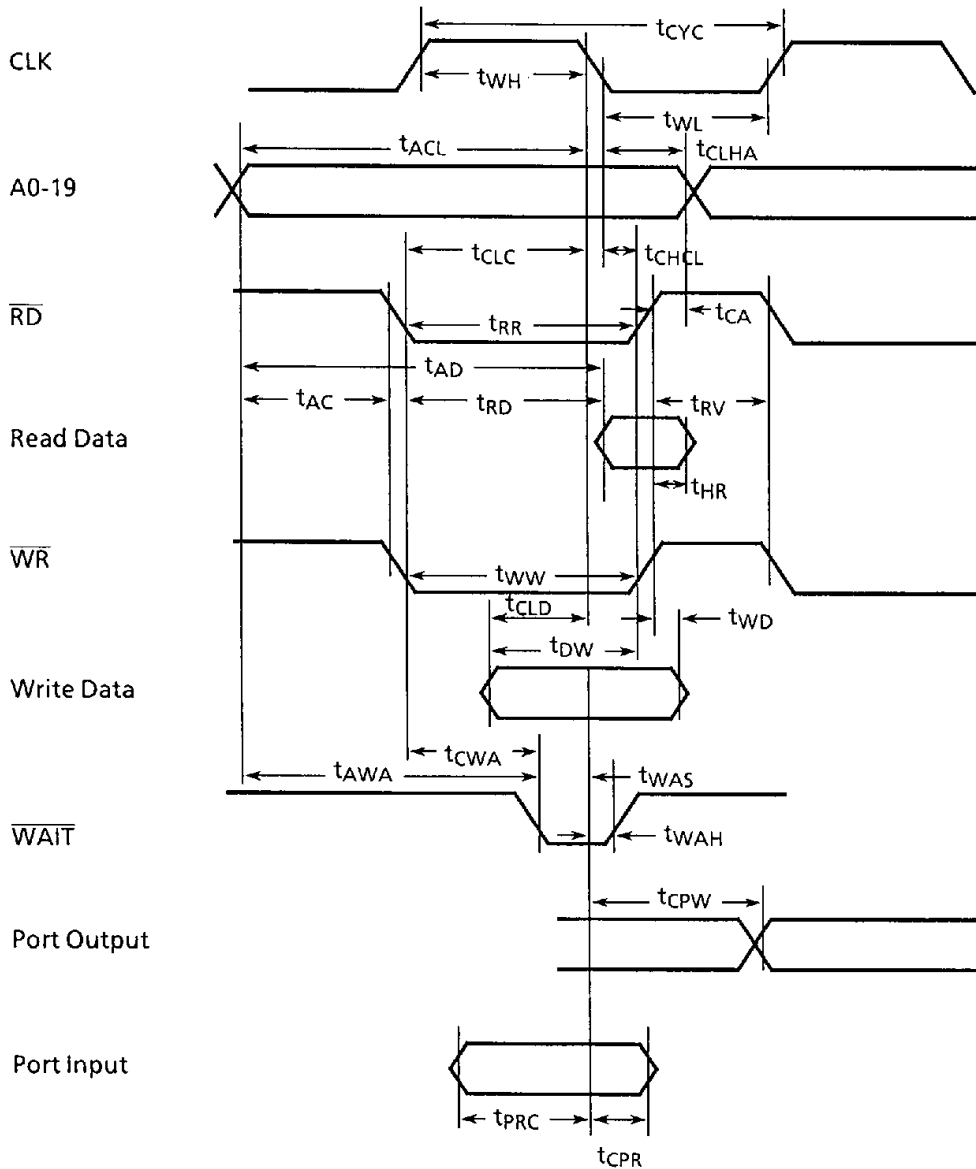 tCYC
CLK
tWH
tWL
tACL
tCLHA
A0-19
tCLC
tCHCL
RD
tRR
tCA
tAD
tAC
tRD
tRV
Read Data
tHR
WR
tWW
tCLD
tWD
tDW
Write Data
tCWA
tAWA
tWAS
WAIT
tWAH
tCPW
Port Output
Port Input
tPRC
tCPR